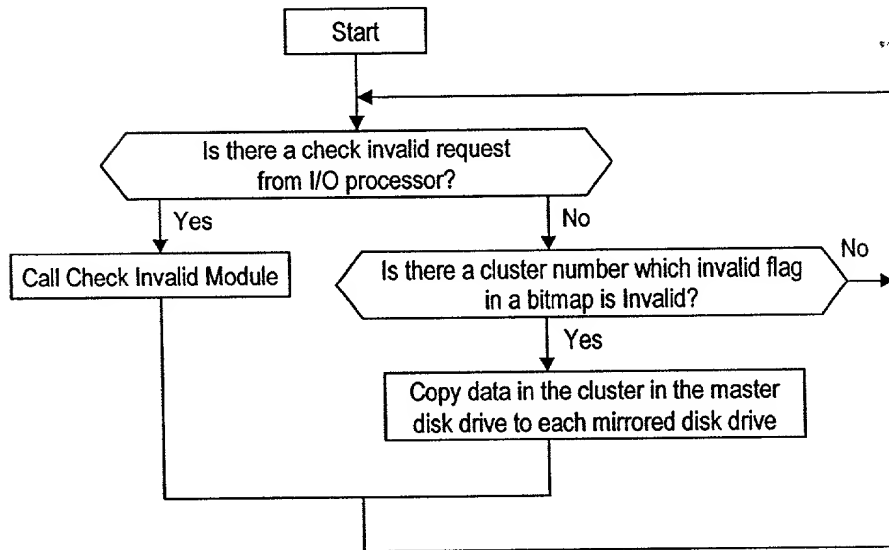 Start
Is there a check invalid request
from I/O processor?
Yes
No
Call Check Invalid Module
Is there a cluster number which invalid flag
in a bitmap is Invalid?
No
Yes
Copy data in the cluster in the master
disk drive to each mirrored disk drive